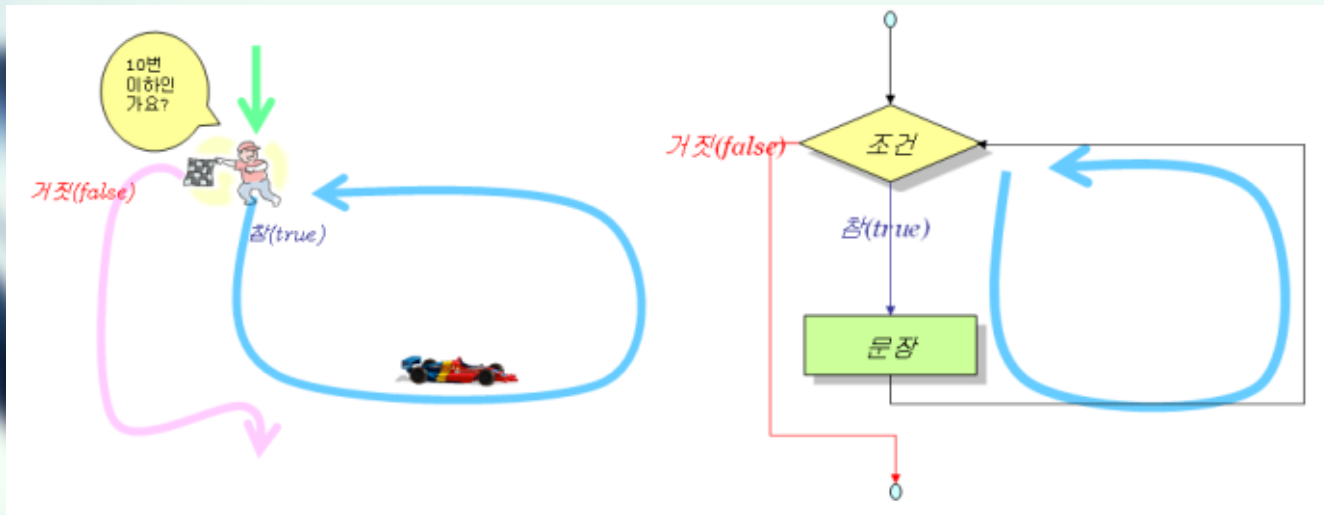 10번
이하인
가요?
거짓(false)
참(true)
조건
거짓(false)
참(true)
문장